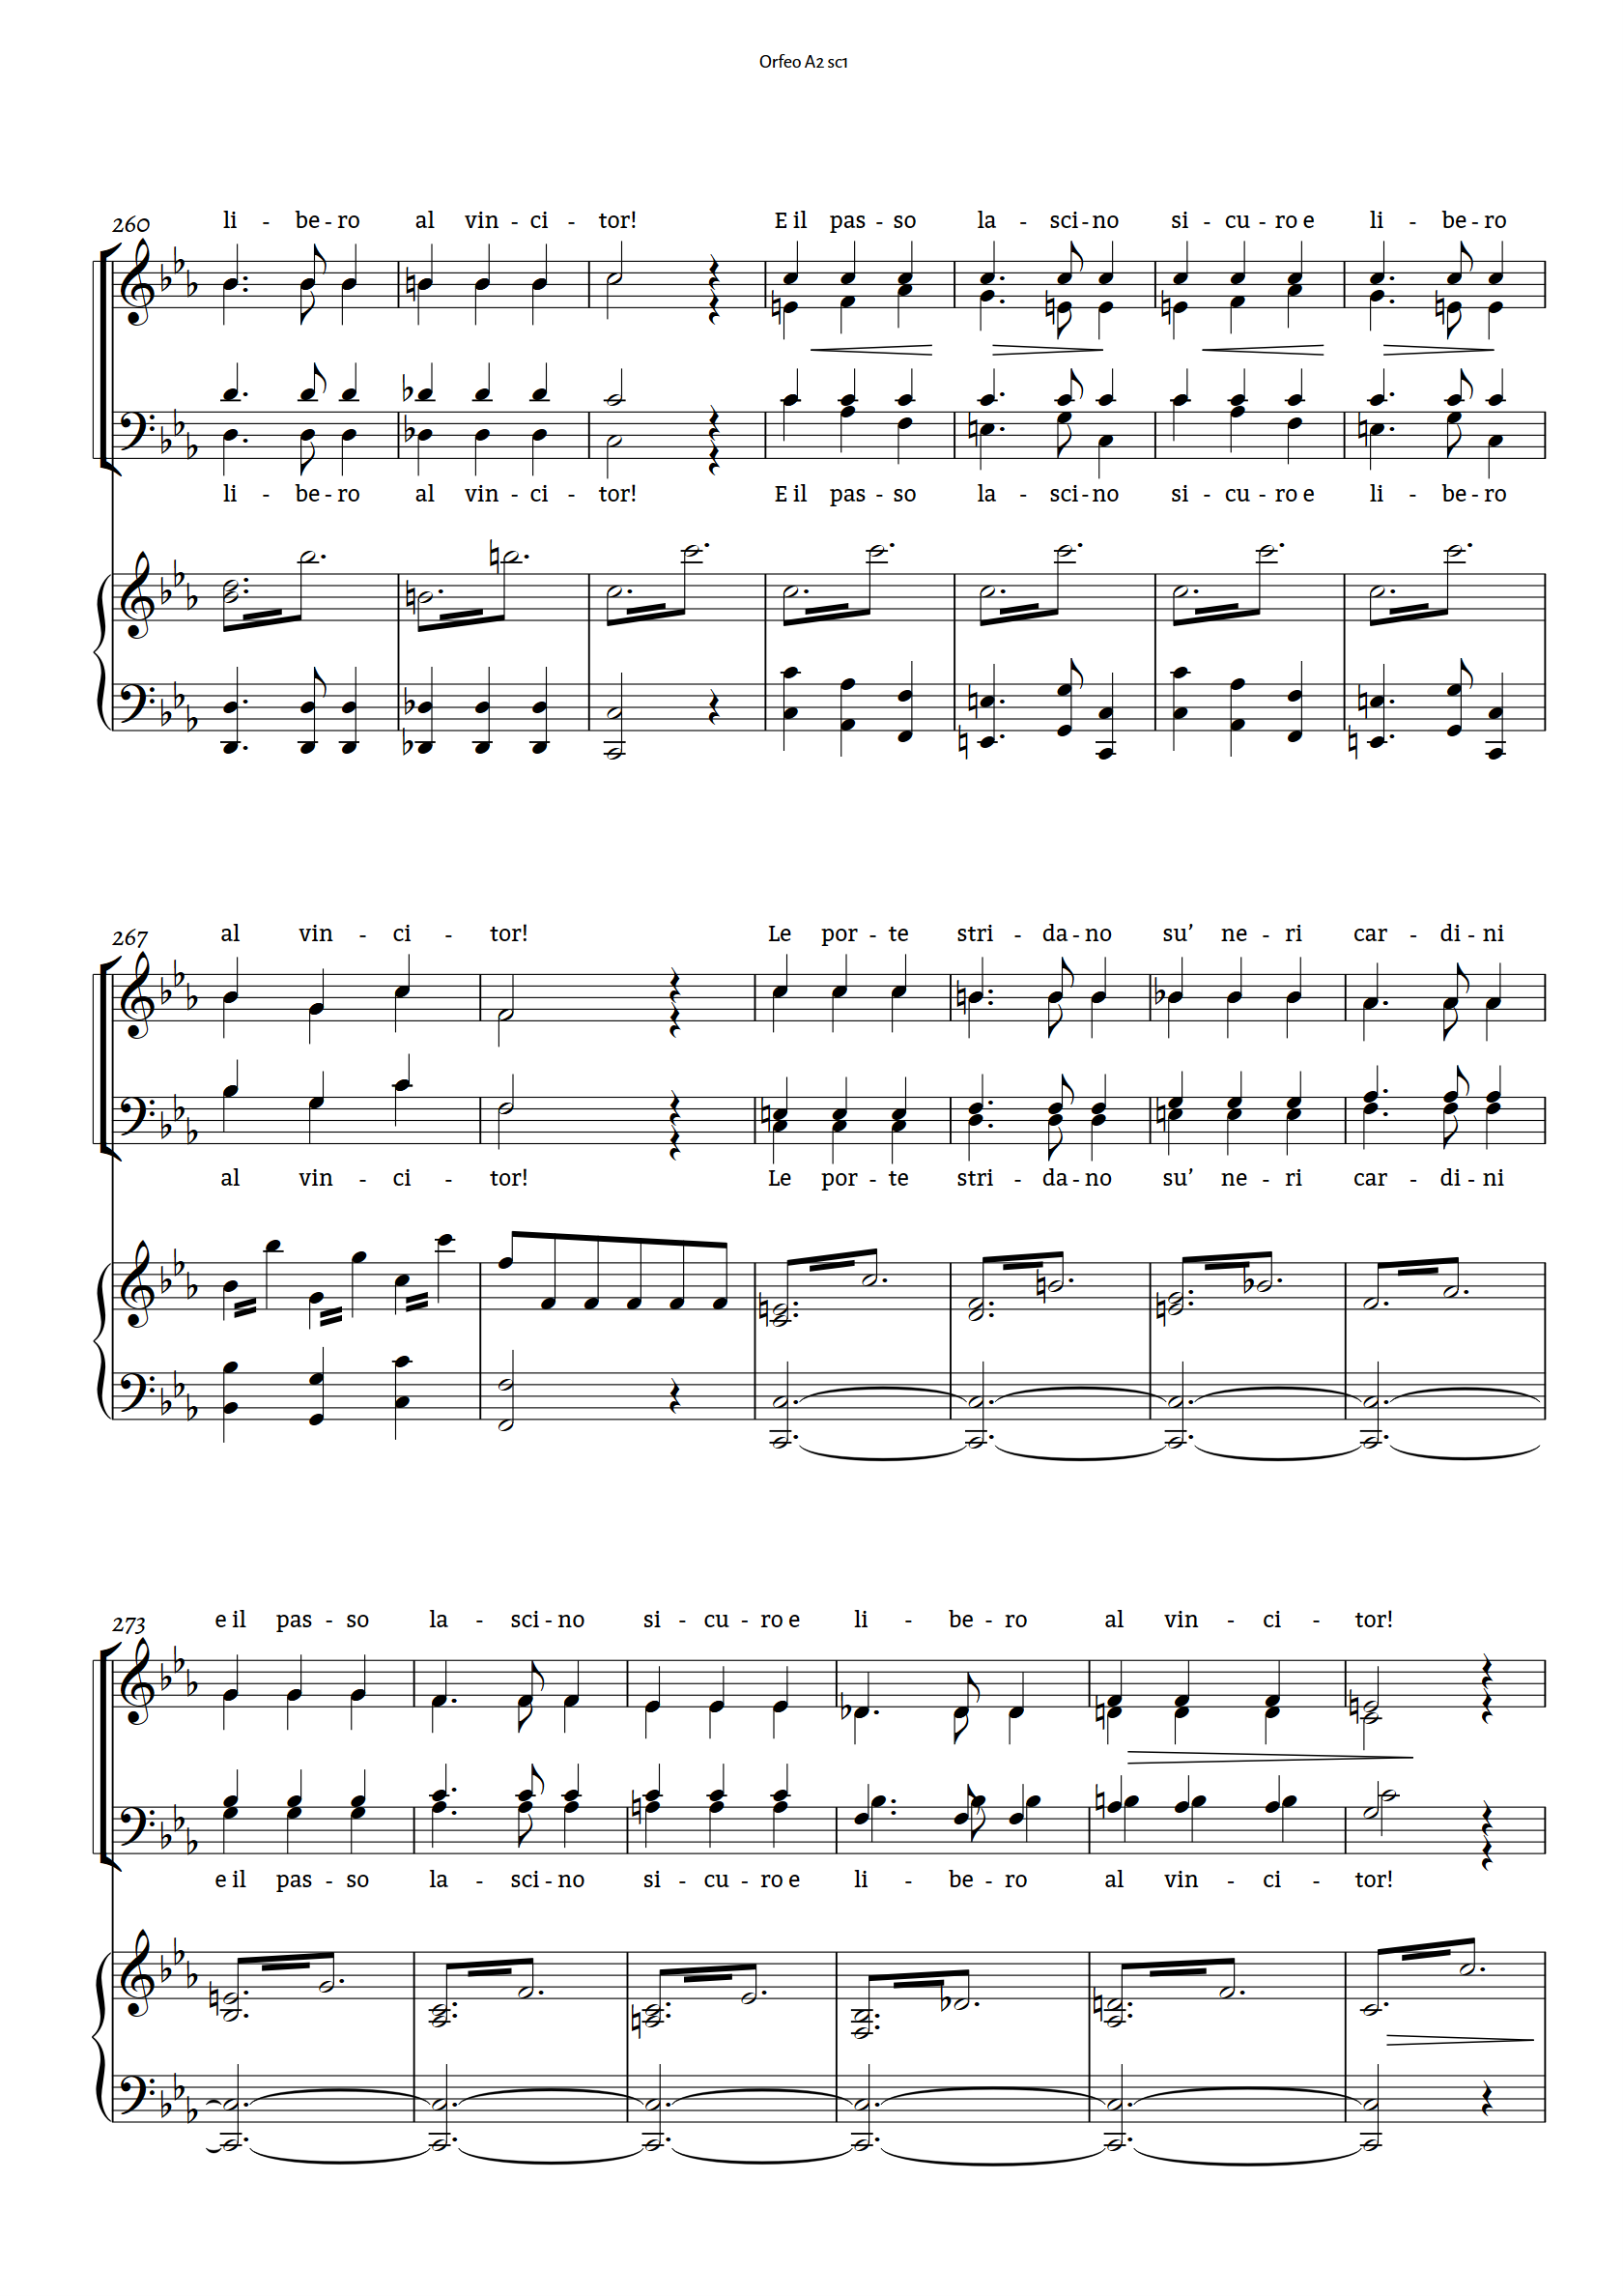 Orfeo A2 sc1
260
li - be - ro al vin - ci - tor! E il pas - so la - sci - no si - cu - ro e li - be - ro
li - be - ro al vin - ci - tor! E il pas - so la - sci - no si - cu - ro e li - be - ro
267
al vin - ci - tor! Le por - te stri - da - no su’ ne - ri car - di - ni
al vin - ci - tor! Le por - te stri - da - no su’ ne - ri car - di - ni
273
e il pas - so la - sci - no si - cu - ro e li - be - ro al vin - ci - tor!
e il pas - so la - sci - no si - cu - ro e li - be - ro al vin - ci - tor!